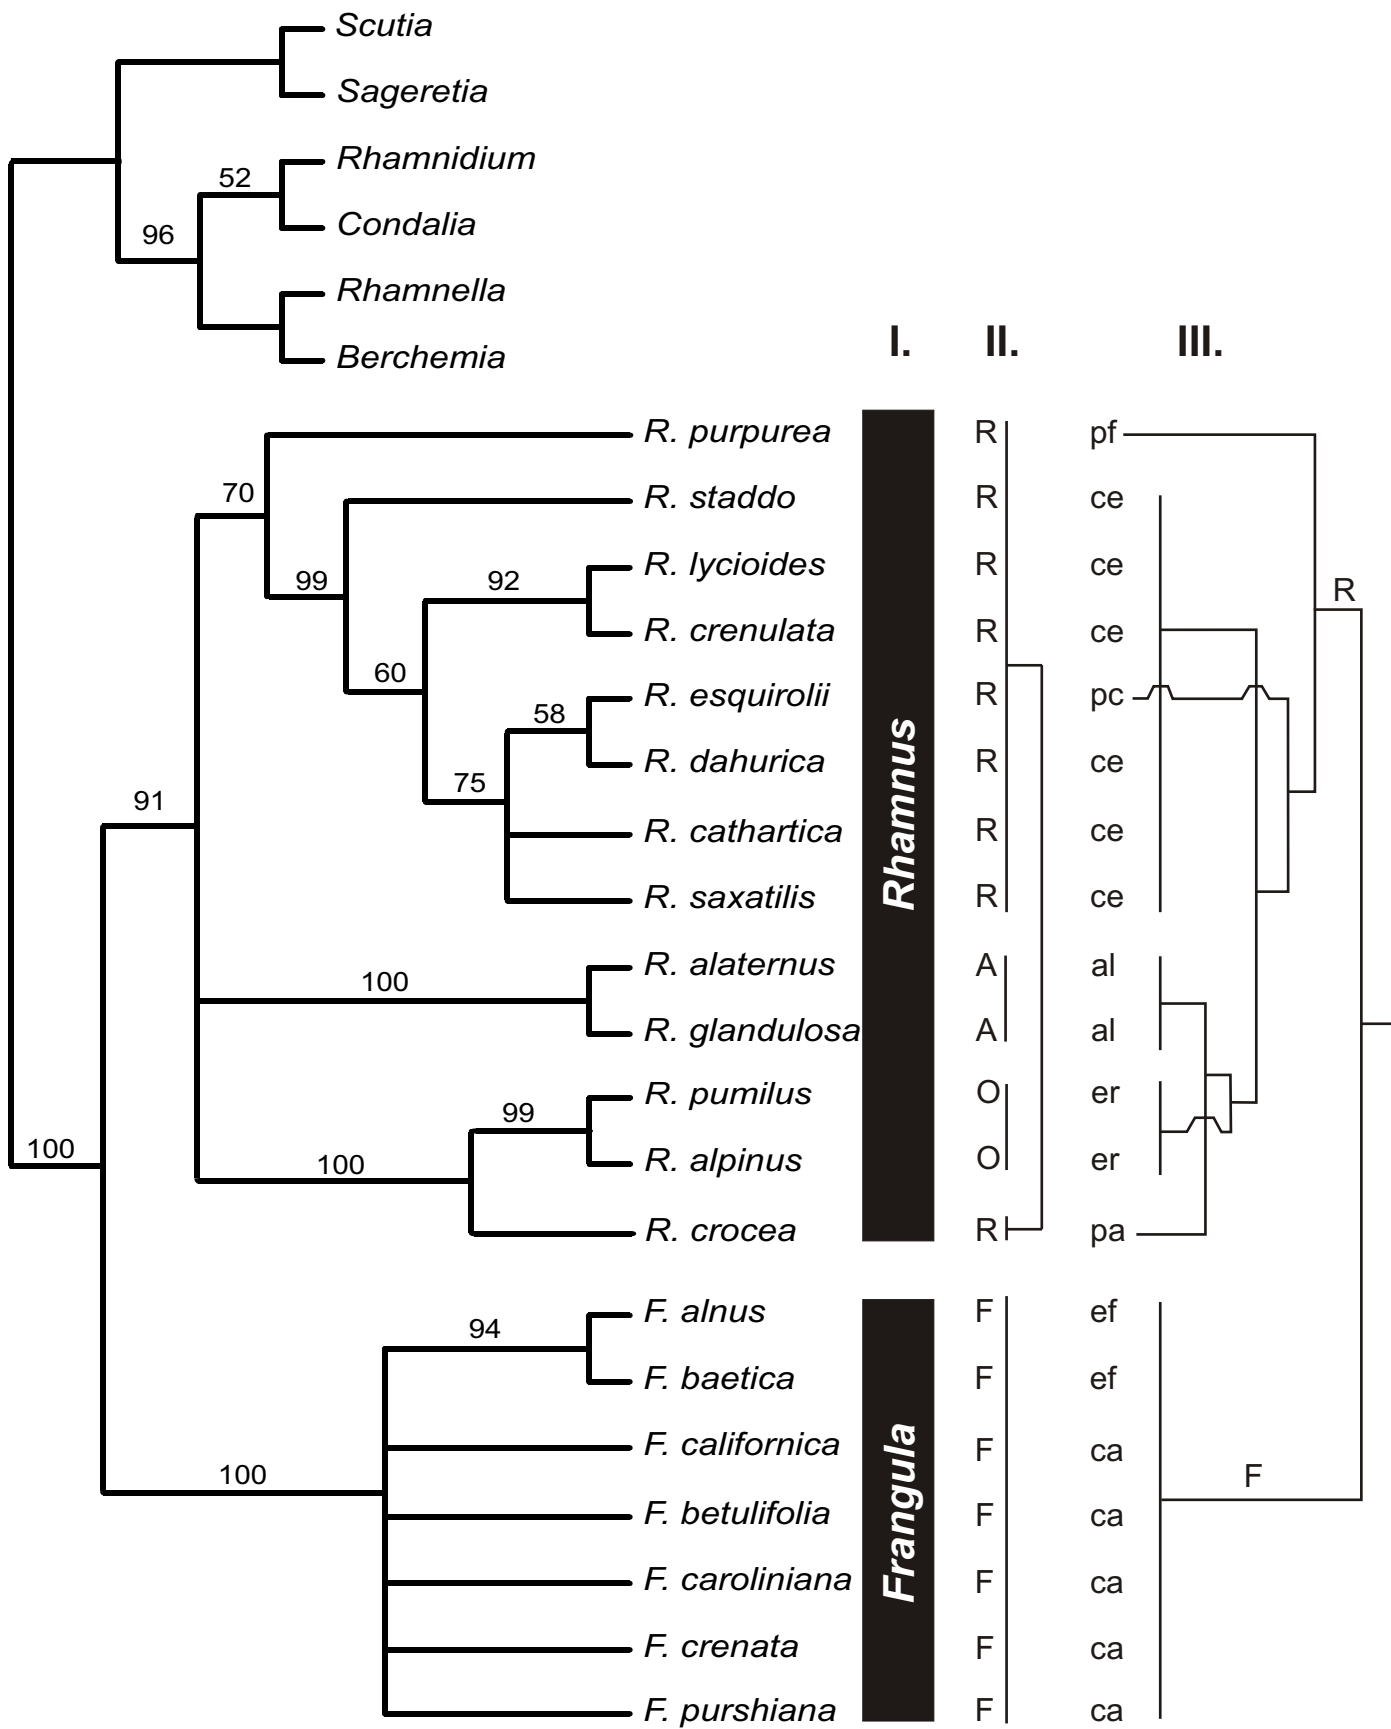 Scutia
Sageretia
52
Rhamnidium
96
Condalia
Rhamnella
I. II. III.
Berchemia
R. purpurea R pf
70
R. staddo R ce
99
92
R. lycioides R ce
R
R. crenulata R ce
60
R. esquirolii R pc
58
R. dahurica R ce
75
91
R. cathartica R ce
Rhamnus
R. saxatilis R ce
R. alaternus A al
100
R. glandulosa A al
R. pumilus O er
99
100
R. alpinus O er
100
R. crocea R pa
F. alnus F ef
94
F. baetica F ef
F. californica F ca
100
F
F. betulifolia F ca
Frangula
F. caroliniana F ca
F. crenata F ca
F. purshiana F ca